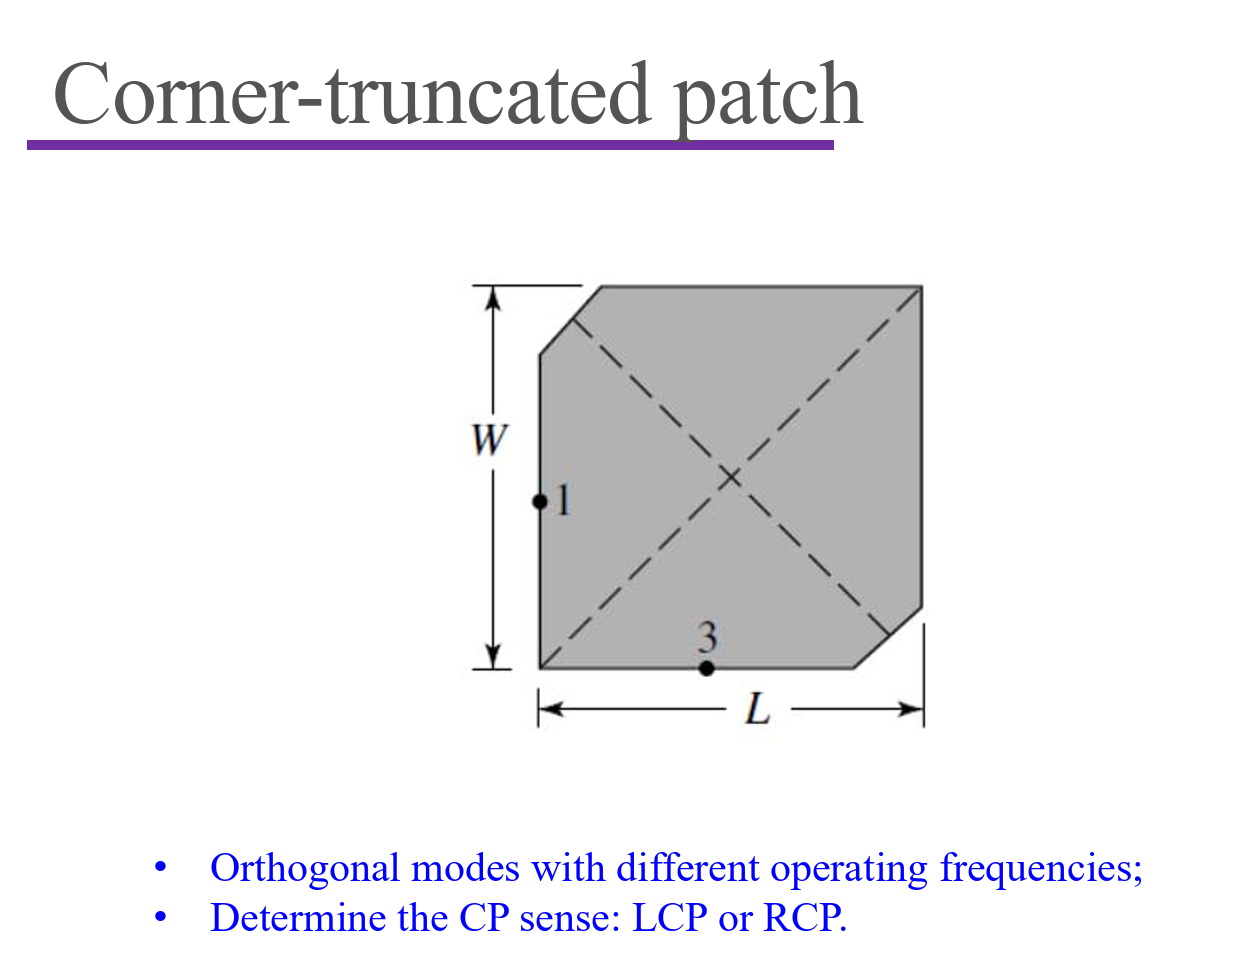 Corner-truncated patch
W
1
3
L
• Orthogonal modes with different operating frequencies;
• Determine the CP sense: LCP or RCP.